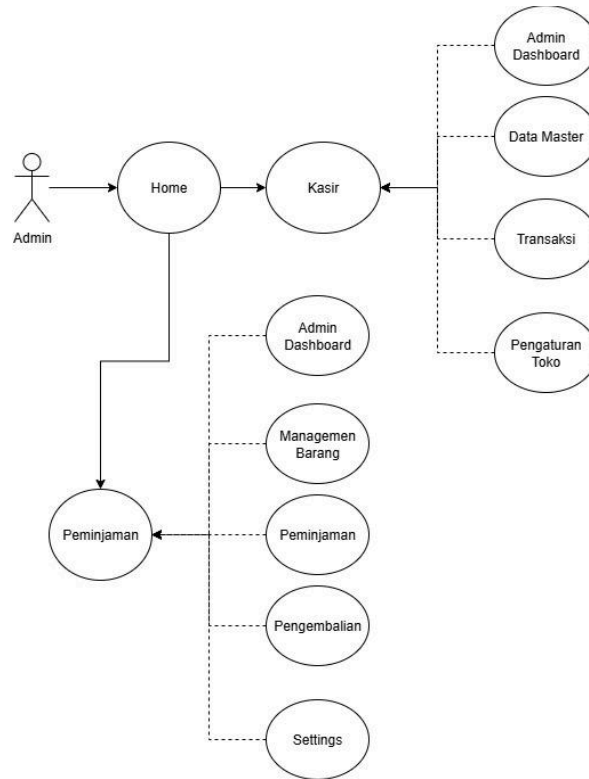 Admin
Dashboard
Data Master
Home
Kasir
Admin
Transaksi
Admin
Dashboard
Pengaturan
Toko
Managemen
Barang
Peminjaman
Peminjaman
Pengembalian
Settings